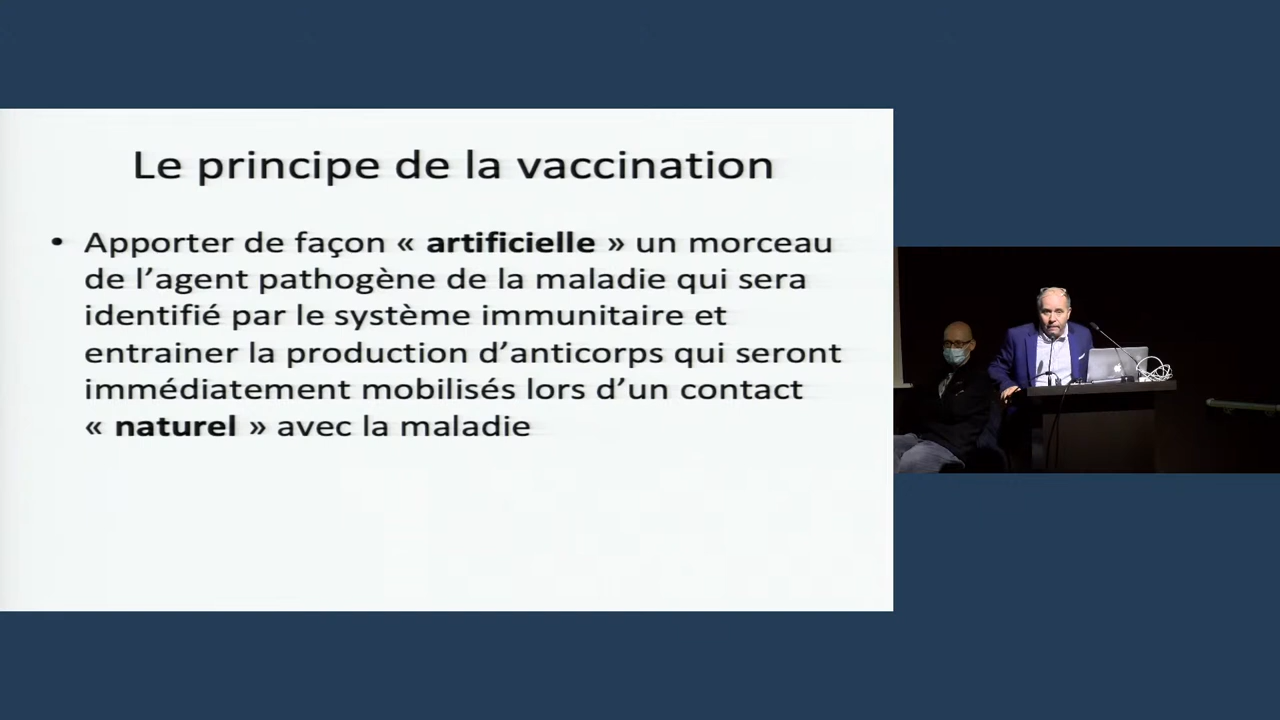 Le principe de la vaccination
• Apporter de façon « artificielle » un morceau
de l’agent pathogène de la maladie qui sera
identifié par le système immunitaire et
entrainer la production d’anticorps qui seront
immédiatement mobilisés lors d’un contact
« naturel » avec la maladie